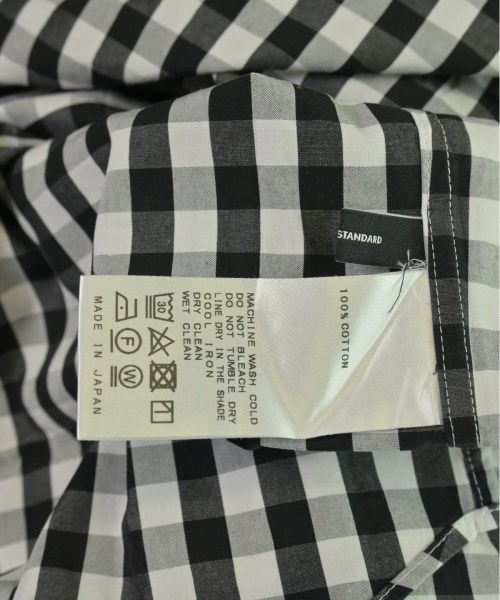 STANDARD
100% COTTON
MACHINE WASH COLD
DO NOT BLEACH
DO NOT TUMBLE DRY
LINE DRY IN THE SHADE
COOL IRON
DRY CLEAN
WET CLEAN
30
F
W
MADE IN JAPAN